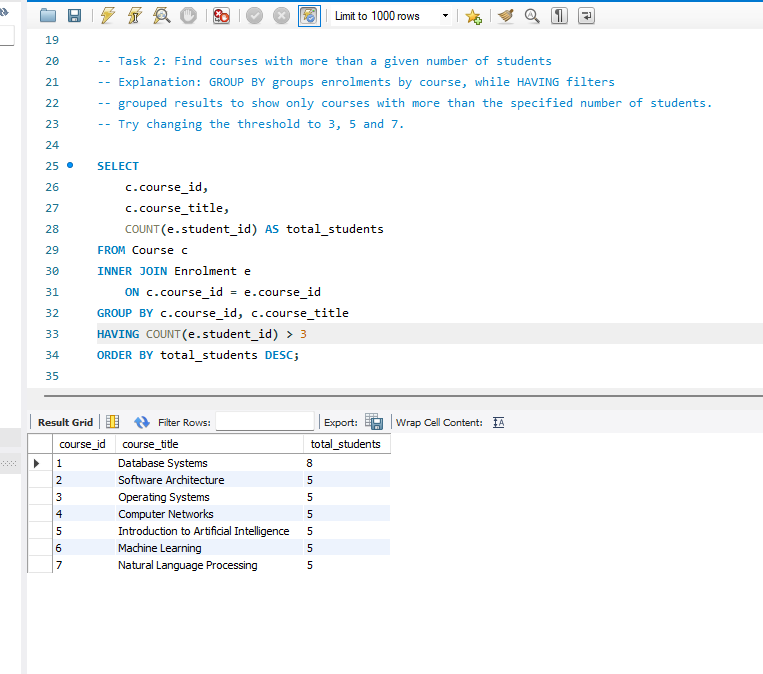 Limit to 1000 rows
19
20 -- Task 2: Find courses with more than a given number of students
21 -- Explanation: GROUP BY groups enrolments by course, while HAVING filters
22 -- grouped results to show only courses with more than the specified number of students.
23 -- Try changing the threshold to 3, 5 and 7.
24
25 SELECT
26 c.course_id,
27 c.course_title,
28 COUNT(e.student_id) AS total_students
29 FROM Course c
30 INNER JOIN Enrolment e
31 ON c.course_id = e.course_id
32 GROUP BY c.course_id, c.course_title
33 HAVING COUNT(e.student_id) > 3
34 ORDER BY total_students DESC;
35
Result Grid Filter Rows: Export: Wrap Cell Content: IA
course_id course_title total_students
1 Database Systems 8
2 Software Architecture 5
3 Operating Systems 5
4 Computer Networks 5
5 Introduction to Artificial Intelligence 5
6 Machine Learning 5
7 Natural Language Processing 5